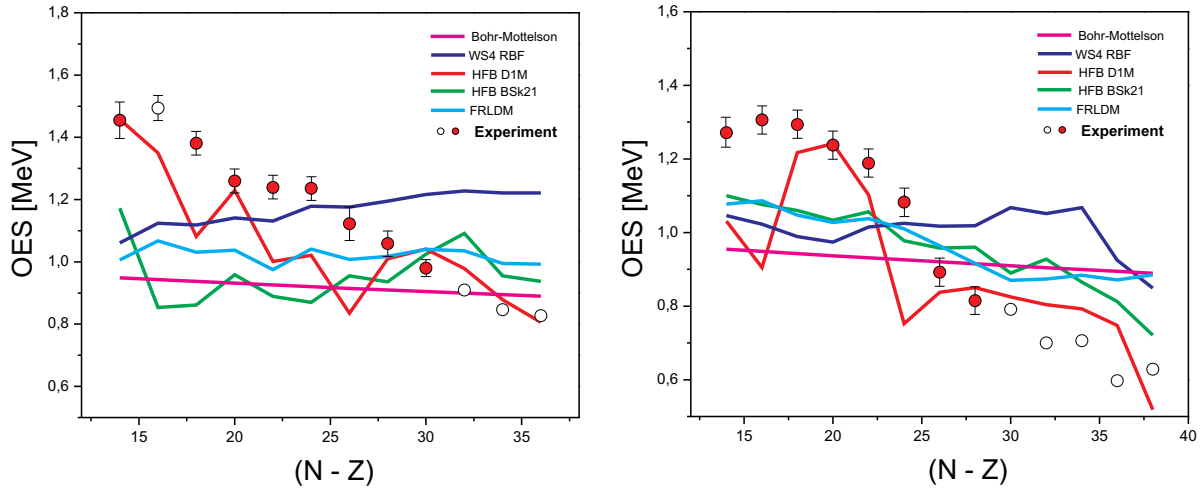 1,8
1,6
1,4
1,2
1,0
0,8
0,6
OES [MeV]
15 20 25 30 35
(N - Z)
Bohr-Mottelson
WS4 RBF
HFB D1M
HFB BSk21
FRLDM
Experiment
1,6
1,4
1,2
1,0
0,8
0,6
OES [MeV]
15 20 25 30 35 40
(N - Z)
Bohr-Mottelson
WS4 RBF
HFB D1M
HFB BSk21
FRLDM
Experiment